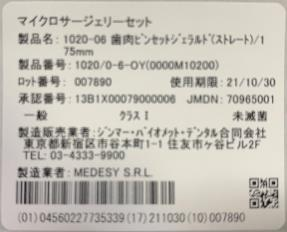 マイクロサージェリーセット
製品名：1020-06 歯肉ピンセットジェラルド(ストレート)/1
75mm
製品番号：1020/0-6-OY(0000M10200)
ロット番号： 007890 使用期限：21/10/30
承認番号：13B1X00079000006 JMDN: 70965001
一般 クラスⅠ 未滅菌
製造販売業者：ジンマー・バイオメット・デンタル合同会社
東京都新宿区市谷本町1-1 住友市ヶ谷ビル2F
TEL: 03-4333-9900
製造業者： MEDESY S.R.L.
(01)04560227735339(17)211030(10)007890